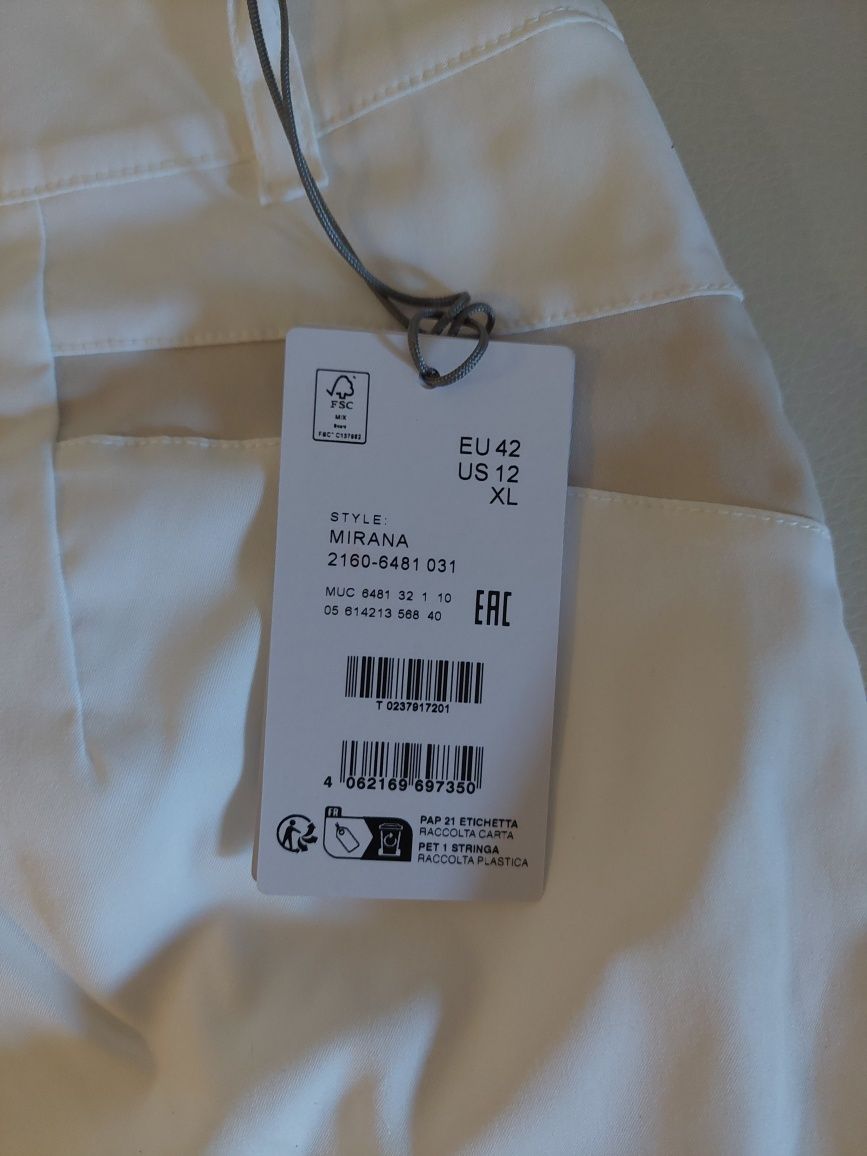 FSC
MIX
Board
FSC® C137982
EU 42
US 12
XL
STYLE:
MIRANA
2160-6481 031
MUC 6481 32 1 10
05 614213 568 40
EAC
T 0237917201
4 062169 697350
FR
PAP 21 ETICHETTA
RACCOLTA CARTA
PET 1 STRINGA
RACCOLTA PLASTICA